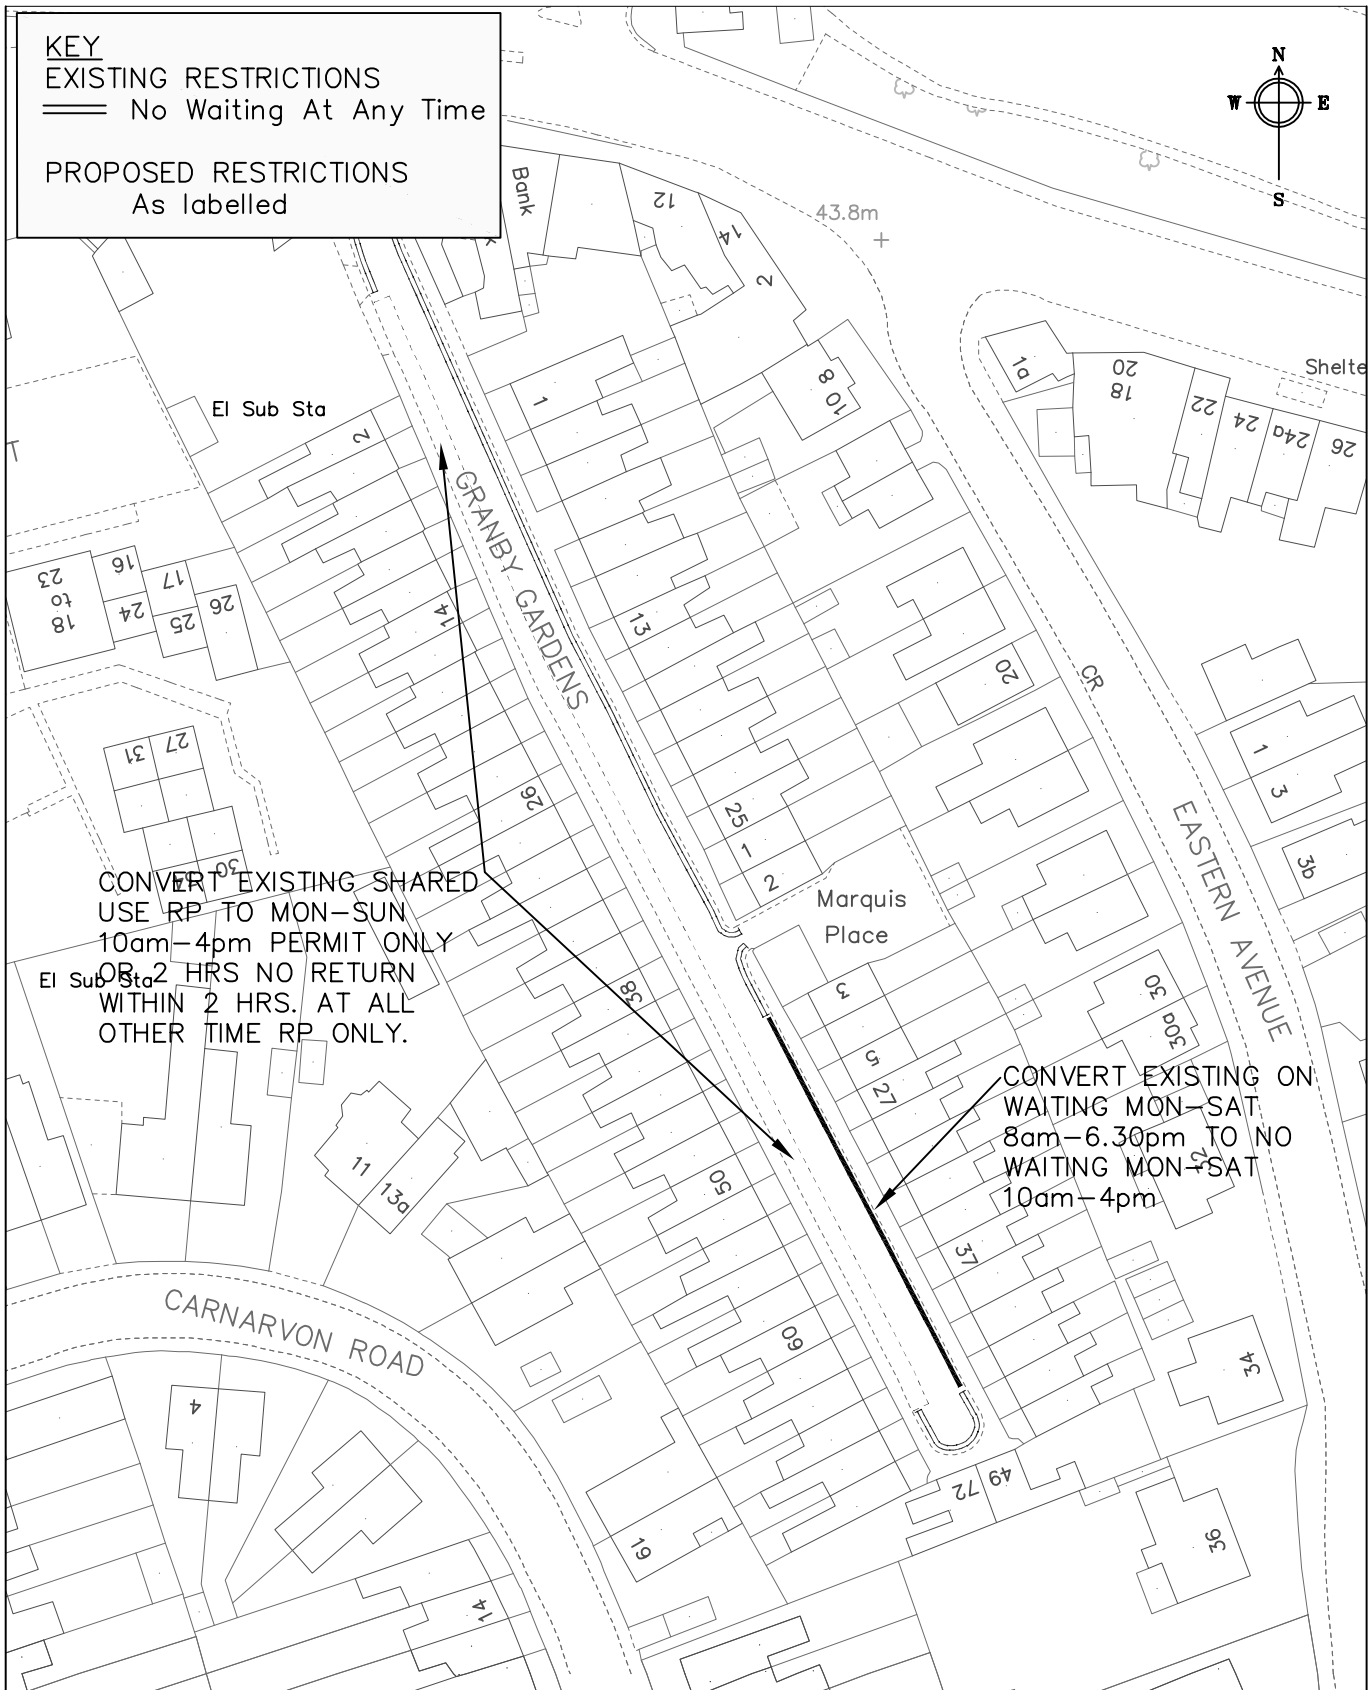 KEY
EXISTING RESTRICTIONS
No Waiting At Any Time
PROPOSED RESTRICTIONS
As labelled
N
W E
S
Bank
12
14
2
43.8m
1
8
10
1a
20
18
22
24
24a
26
Shelte
El Sub Sta
2
GRANBY GARDENS
14
13
23
to
18
16
24
17
25
26
20
CR
31
27
26
25
1
2
1
3
3b
EASTERN AVENUE
30
CONVERT EXISTING SHARED
USE RP TO MON-SUN
10am-4pm PERMIT ONLY
OR 2 HRS NO RETURN
WITHIN 2 HRS. AT ALL
OTHER TIME RP ONLY.
El Sub Sta
Marquis
Place
38
3
5
27
30
30a
CONVERT EXISTING ON
WAITING MON-SAT
8am-6.30pm TO NO
WAITING MON-SAT
10am-4pm
11
13a
50
37
60
34
CARNARVON ROAD
4
72
49
19
36
14